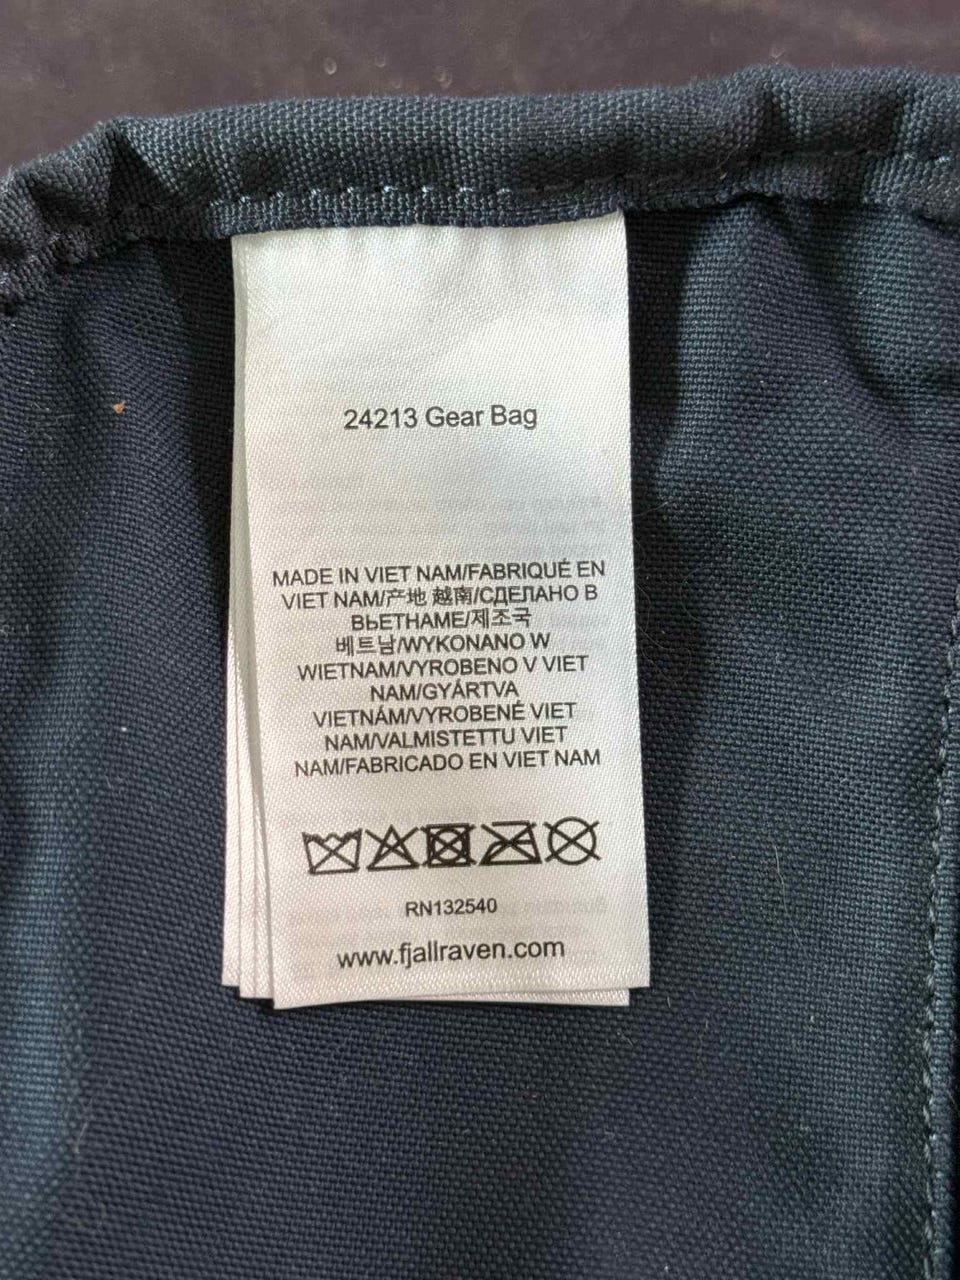 24213 Gear Bag
MADE IN VIET NAM/FABRIQUÉ EN
VIET NAM/产地 越南/СДЕЛАНО В
ВЬЕТНАМЕ/제조국
베트남/WYKONANO W
WIETNAM/VYROBENO V VIET
NAM/GYÁRTVA
VIETNÁM/VYROBENÉ VIET
NAM/VALMISTETTU VIET
NAM/FABRICADO EN VIET NAM
RN132540
www.fjallraven.com